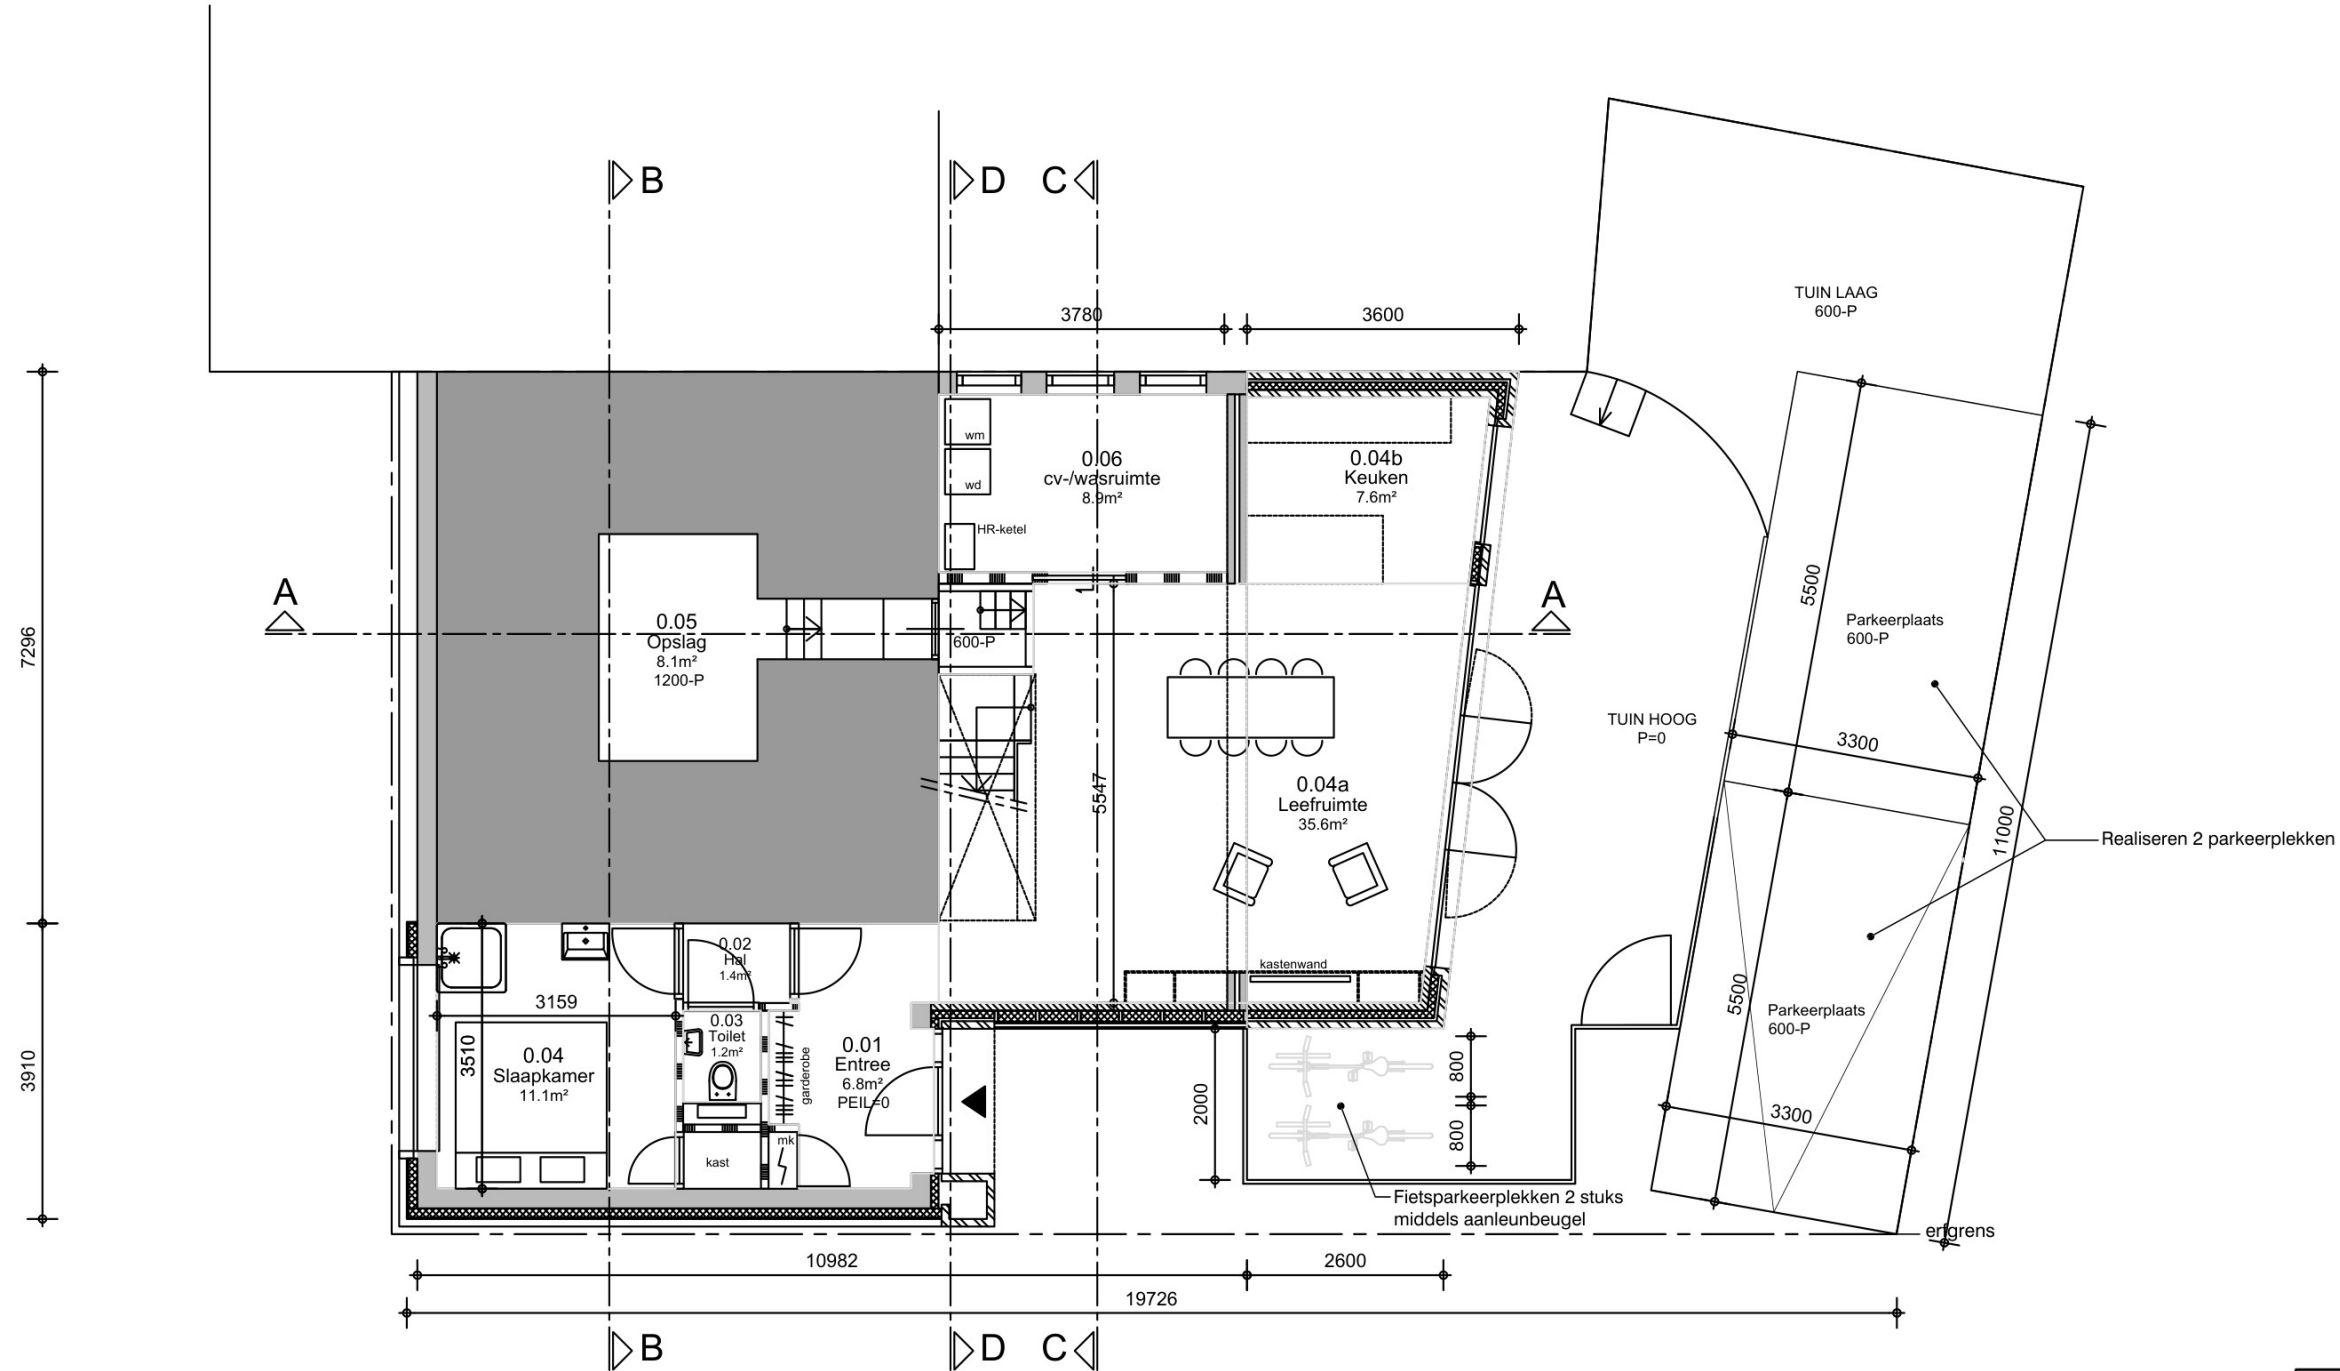 B
D
C
3780
3600
TUIN LAAG
600-P
wm
wd
0.06
cv-/wasruimte
8.9m²
HR-ketel
0.04b
Keuken
7.6m²
A
A
7296
0.05
Opslag
8.1m²
1200-P
600-P
5500
Parkeerplaats
600-P
TUIN HOOG
P=0
3300
5547
0.04a
Leefruimte
35.6m²
11000
Realiseren 2 parkeerplekken
kastenwand
0.02
Hal
1.4m²
3159
0.03
Toilet
1.2m²
3510
0.04
Slaapkamer
11.1m²
garderobe
0.01
Entree
6.8m²
PEIL=0
mk
kast
3910
2000
800
800
5500
Parkeerplaats
600-P
3300
Fietsparkeerplekken 2 stuks
middels aanleunbeugel
erfgrens
10982
2600
19726
B
D
C